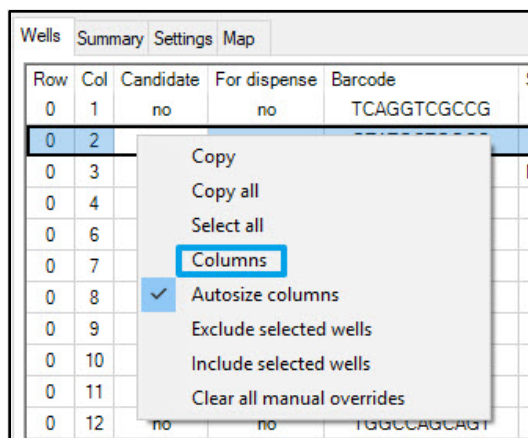 Wells Summary Settings Map
Row Col Candidate For dispense Barcode
0 1 no no TCAGGTCGCCG
0 2
0 3
0 4
0 6
0 7
0 8
0 9
0 10
0 11
0 12 no no TGGCCAGCAGT
Copy
Copy all
Select all
Columns
Autosize columns
Exclude selected wells
Include selected wells
Clear all manual overrides